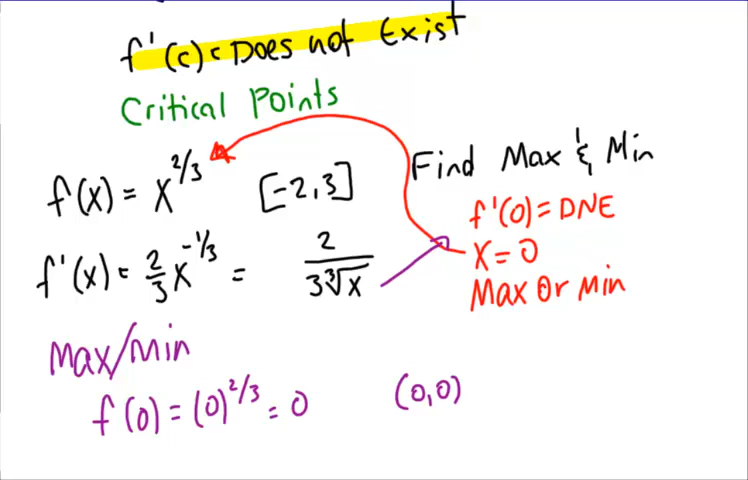 f'(c) = Does not Exist
Critical Points
f(x) = x^{2/3} [-2,3] Find Max & Min
f'(0) = DNE
f'(x) = 2/3 x^{-1/3} = 2/(3∛x)
x = 0
Max Or Min
Max/Min
f(0) = (0)^{2/3} = 0 (0,0)